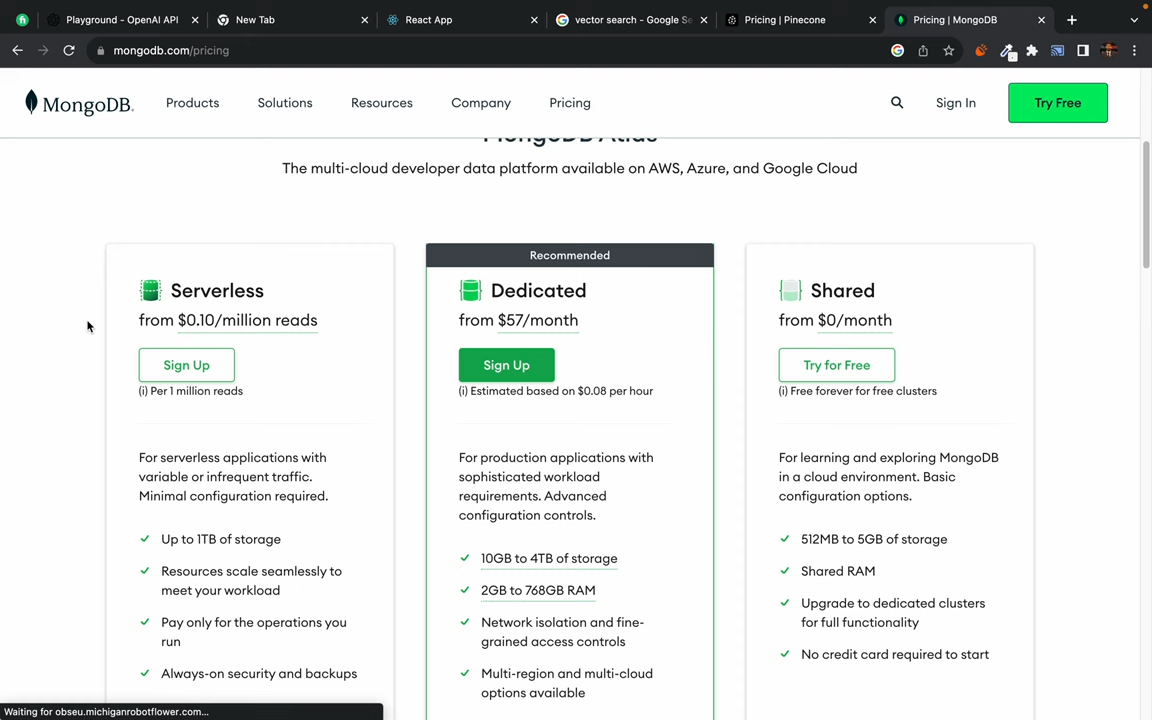 Playground - OpenAI API
New Tab
React App
vector search - Google Se
Pricing | Pinecone
Pricing | MongoDB
mongodb.com/pricing
MongoDB.
Products
Solutions
Resources
Company
Pricing
Sign In
Try Free
MongoDB Atlas
The multi-cloud developer data platform available on AWS, Azure, and Google Cloud
Serverless
from $0.10/million reads
Sign Up
(i) Per 1 million reads
For serverless applications with
variable or infrequent traffic.
Minimal configuration required.
Up to 1TB of storage
Resources scale seamlessly to
meet your workload
Pay only for the operations you
run
Always-on security and backups
Recommended
Dedicated
from $57/month
Sign Up
(i) Estimated based on $0.08 per hour
For production applications with
sophisticated workload
requirements. Advanced
configuration controls.
10GB to 4TB of storage
2GB to 768GB RAM
Network isolation and fine-
grained access controls
Multi-region and multi-cloud
options available
Shared
from $0/month
Try for Free
(i) Free forever for free clusters
For learning and exploring MongoDB
in a cloud environment. Basic
configuration options.
512MB to 5GB of storage
Shared RAM
Upgrade to dedicated clusters
for full functionality
No credit card required to start
Waiting for obseu.michiganrobotflower.com...